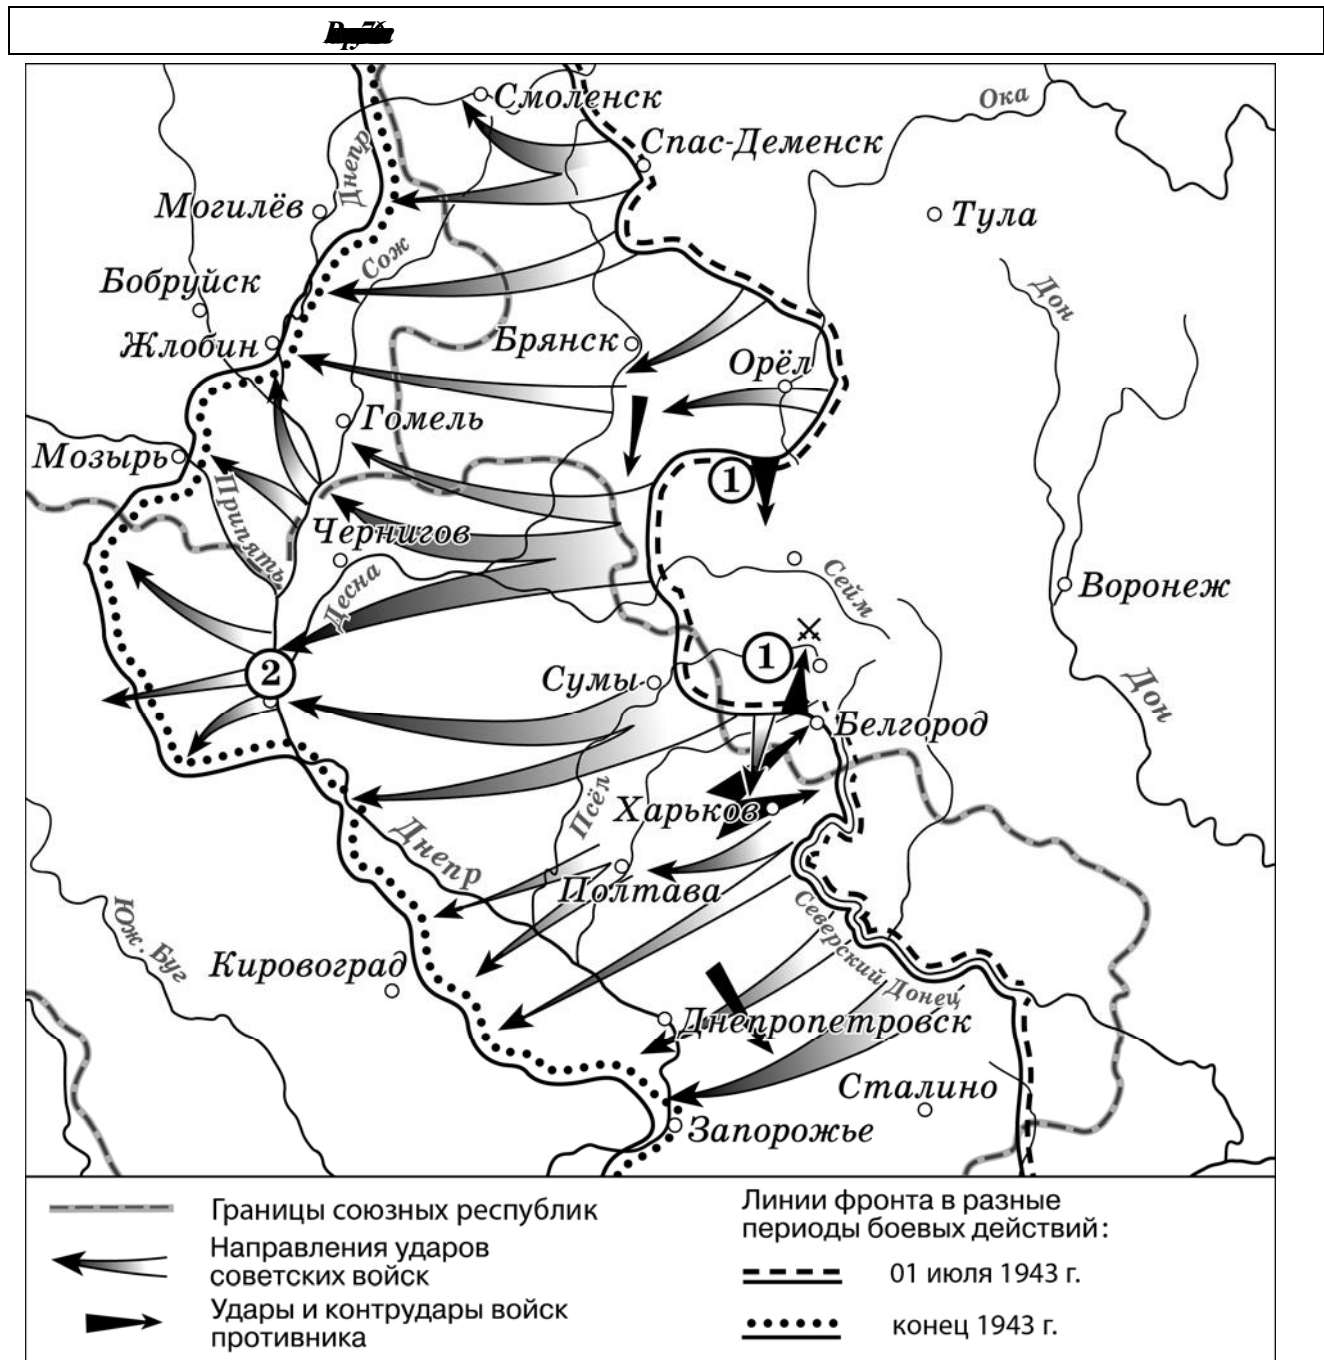 Смоленск
Ока
Спас-Деменск
Днепр
Могилёв
Тула
Сож
Бобруйск
Дон
Жлобин
Брянск
Орёл
Гомель
Мозырь
1
Припять
Чернигов
Десна
Сейм
Воронеж
1
2
Сумы
Дон
Белгород
Псёл
Харьков
Днепр
Полтава
Юж. Буг
Северский Донец
Кировоград
Днепропетровск
Сталино
Запорожье
Границы союзных республик
Направления ударов
советских войск
Удары и контрудары войск
противника
Линии фронта в разные
периоды боевых действий:
01 июля 1943 г.
конец 1943 г.